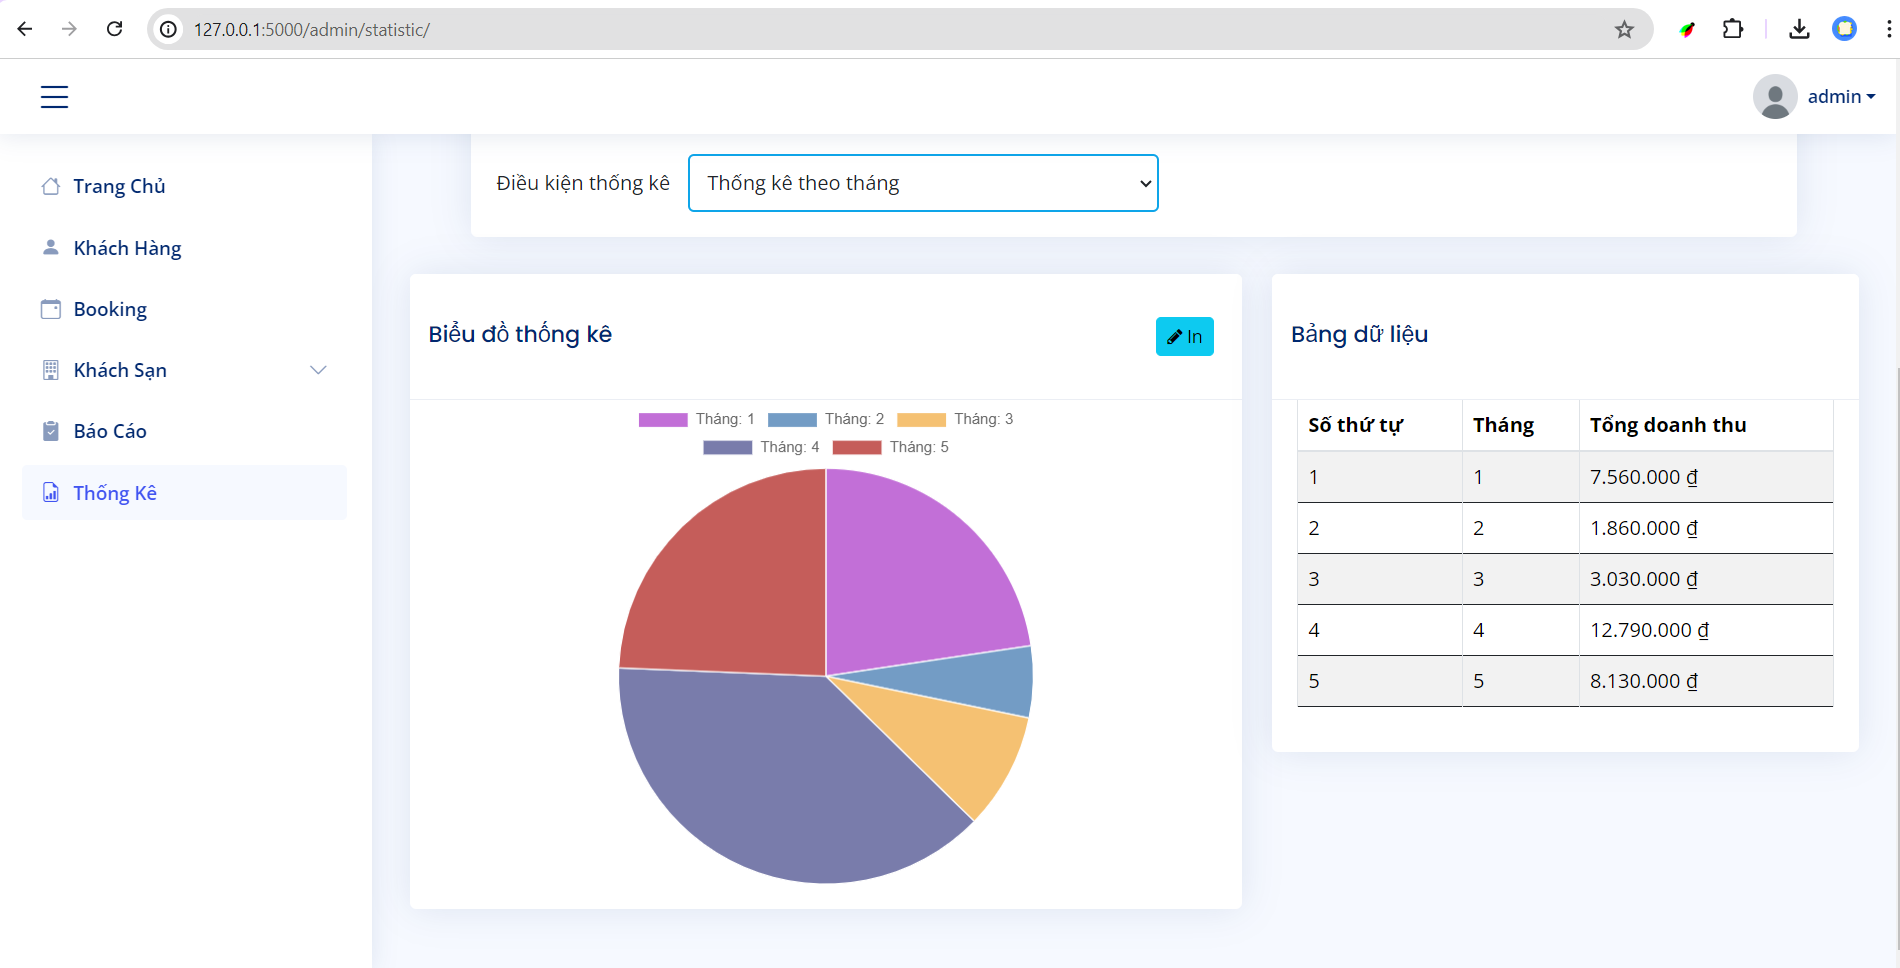 127.0.0.1:5000/admin/statistic/
admin
Trang Chủ
Khách Hàng
Booking
Khách Sạn
Báo Cáo
Thống Kê
Điều kiện thống kê
Thống kê theo tháng
Biểu đồ thống kê
In
Tháng: 1 Tháng: 2 Tháng: 3
Tháng: 4 Tháng: 5
Bảng dữ liệu
Số thứ tự Tháng Tổng doanh thu
1 1 7.560.000 ₫
2 2 1.860.000 ₫
3 3 3.030.000 ₫
4 4 12.790.000 ₫
5 5 8.130.000 ₫